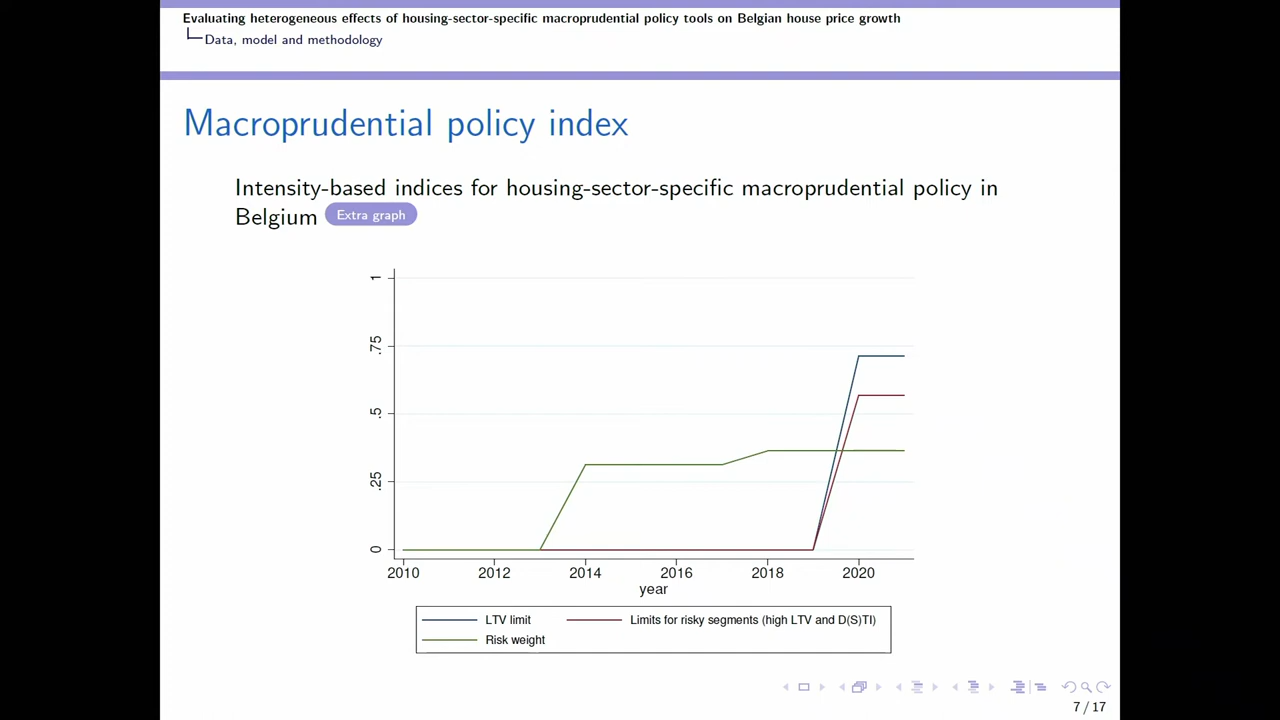 Evaluating heterogeneous effects of housing-sector-specific macroprudential policy tools on Belgian house price growth
Data, model and methodology
Macroprudential policy index
Intensity-based indices for housing-sector-specific macroprudential policy in
Belgium Extra graph
1
.75
.5
.25
0
2010 2012 2014 2016 2018 2020
year
LTV limit Limits for risky segments (high LTV and D(S)TI)
Risk weight
7 / 17